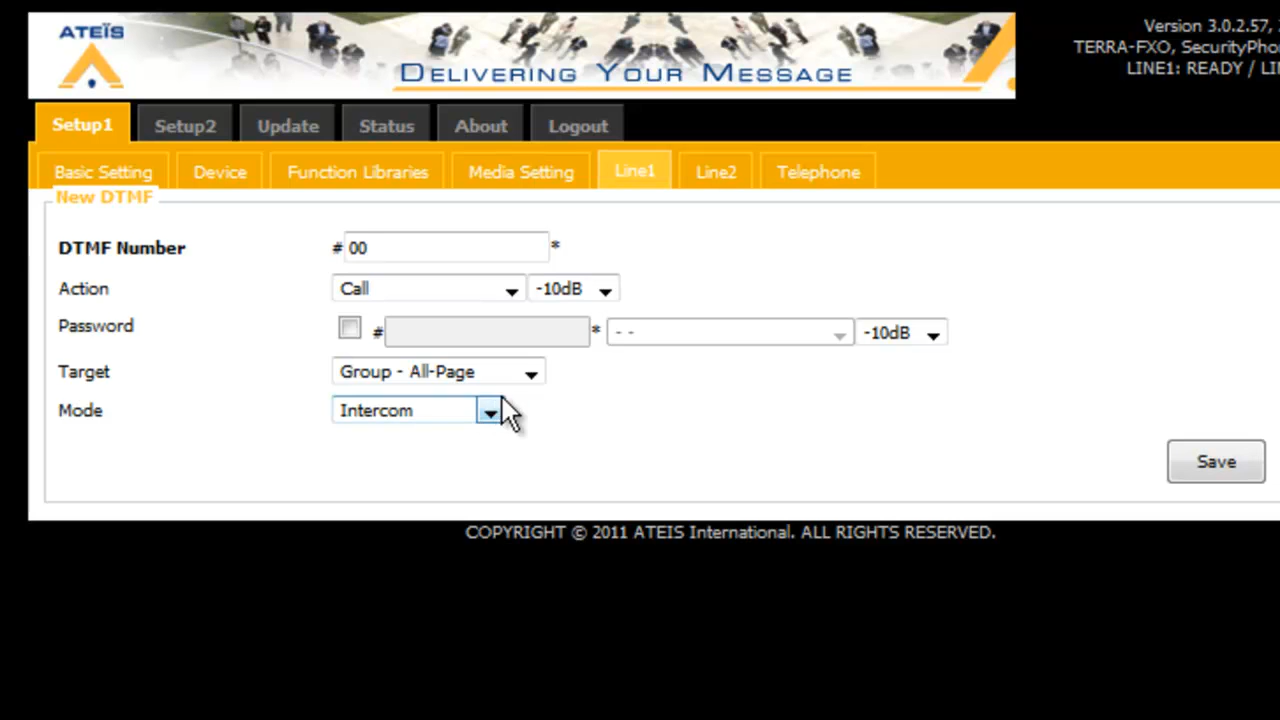 ATEÏS
DELIVERING YOUR MESSAGE
Version 3.0.2.57,
TERRA-FXO, SecurityPho
LINE1: READY / LI
Setup1 Setup2 Update Status About Logout
Basic Setting Device Function Libraries Media Setting Line1 Line2 Telephone
New DTMF
DTMF Number # 00 *
Action Call -10dB
Password # * - - -10dB
Target Group - All-Page
Mode Intercom
Save
COPYRIGHT © 2011 ATEIS International. ALL RIGHTS RESERVED.